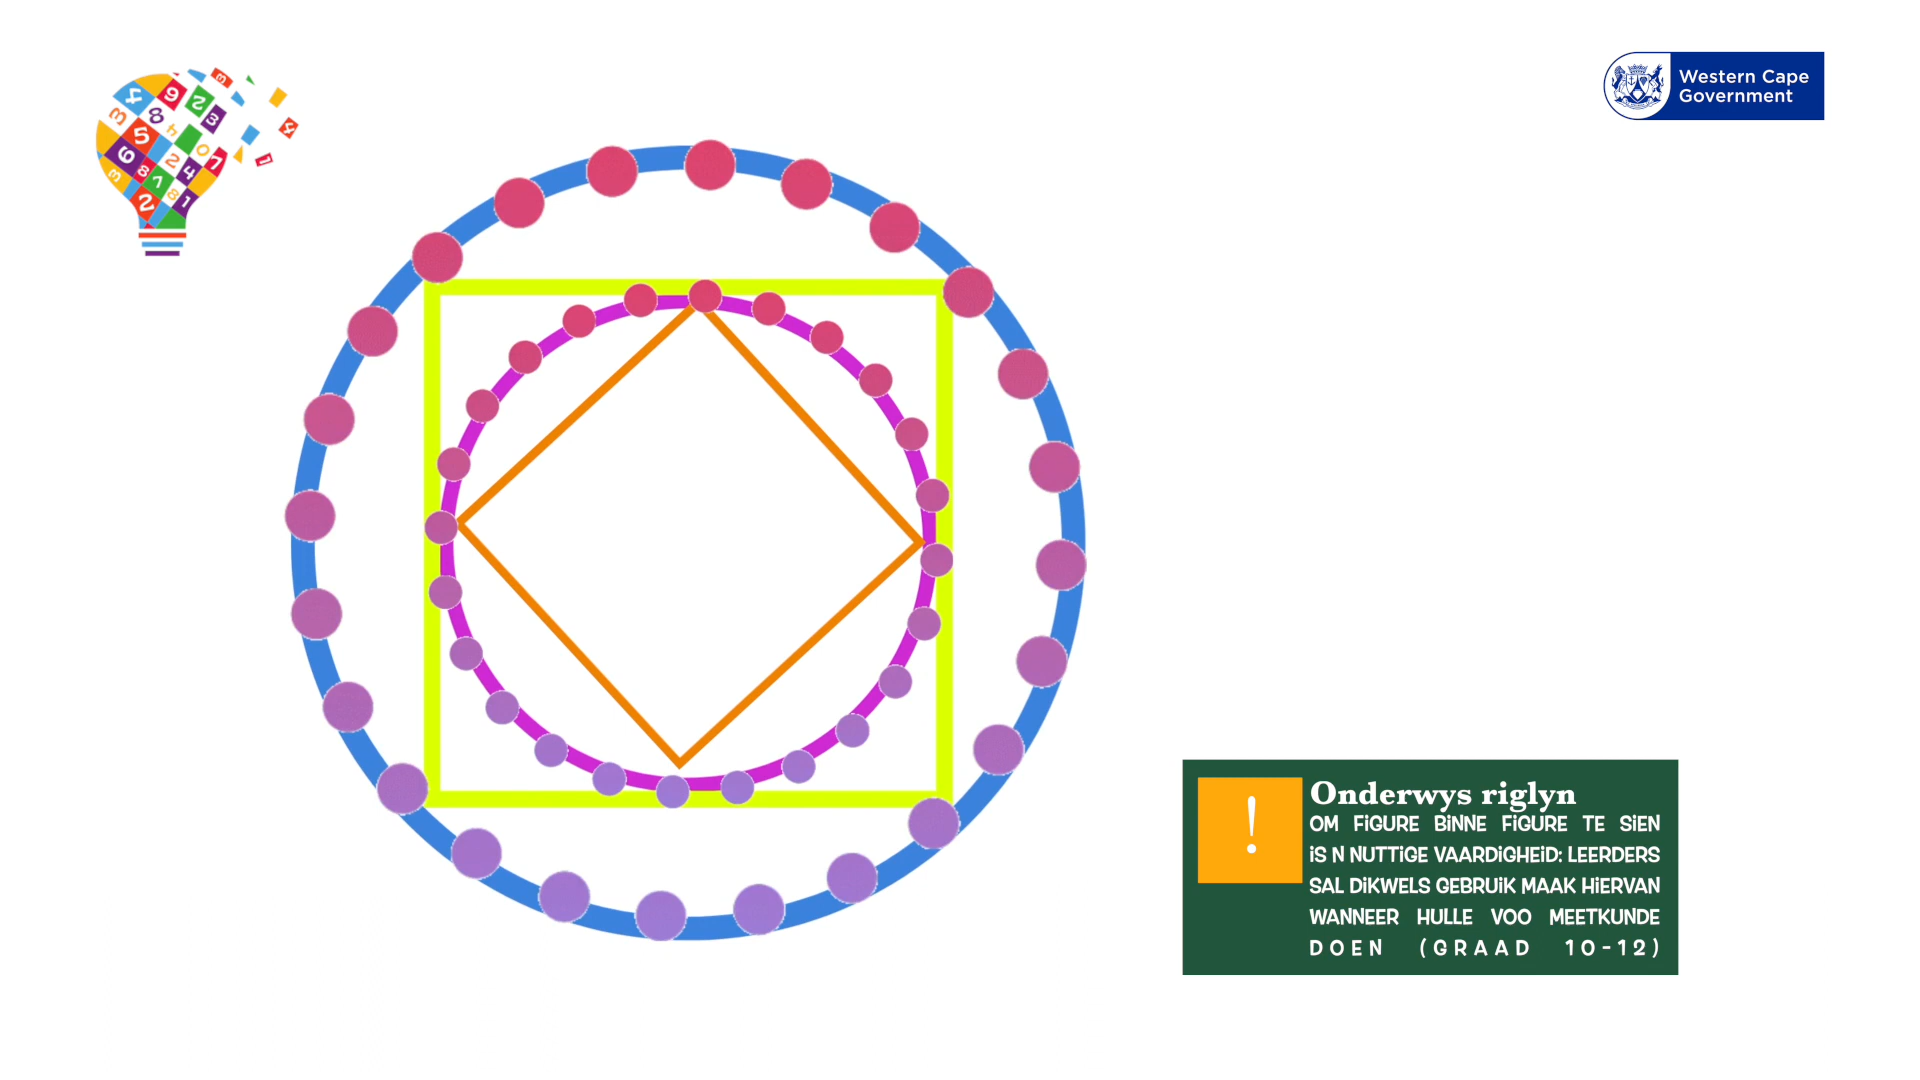 Western Cape
Government
Onderwys riglyn
OM FiGURE BiNNE FiGURE TE SiEN
iS N NUTTiGE VAARDiGHEiD: LEERDERS
SAL DiKWELS GEBRUiK MAAK HiERVAN
WANNEER HULLE VOO MEETKUNDE
DOEN (GRAAD 10-12)